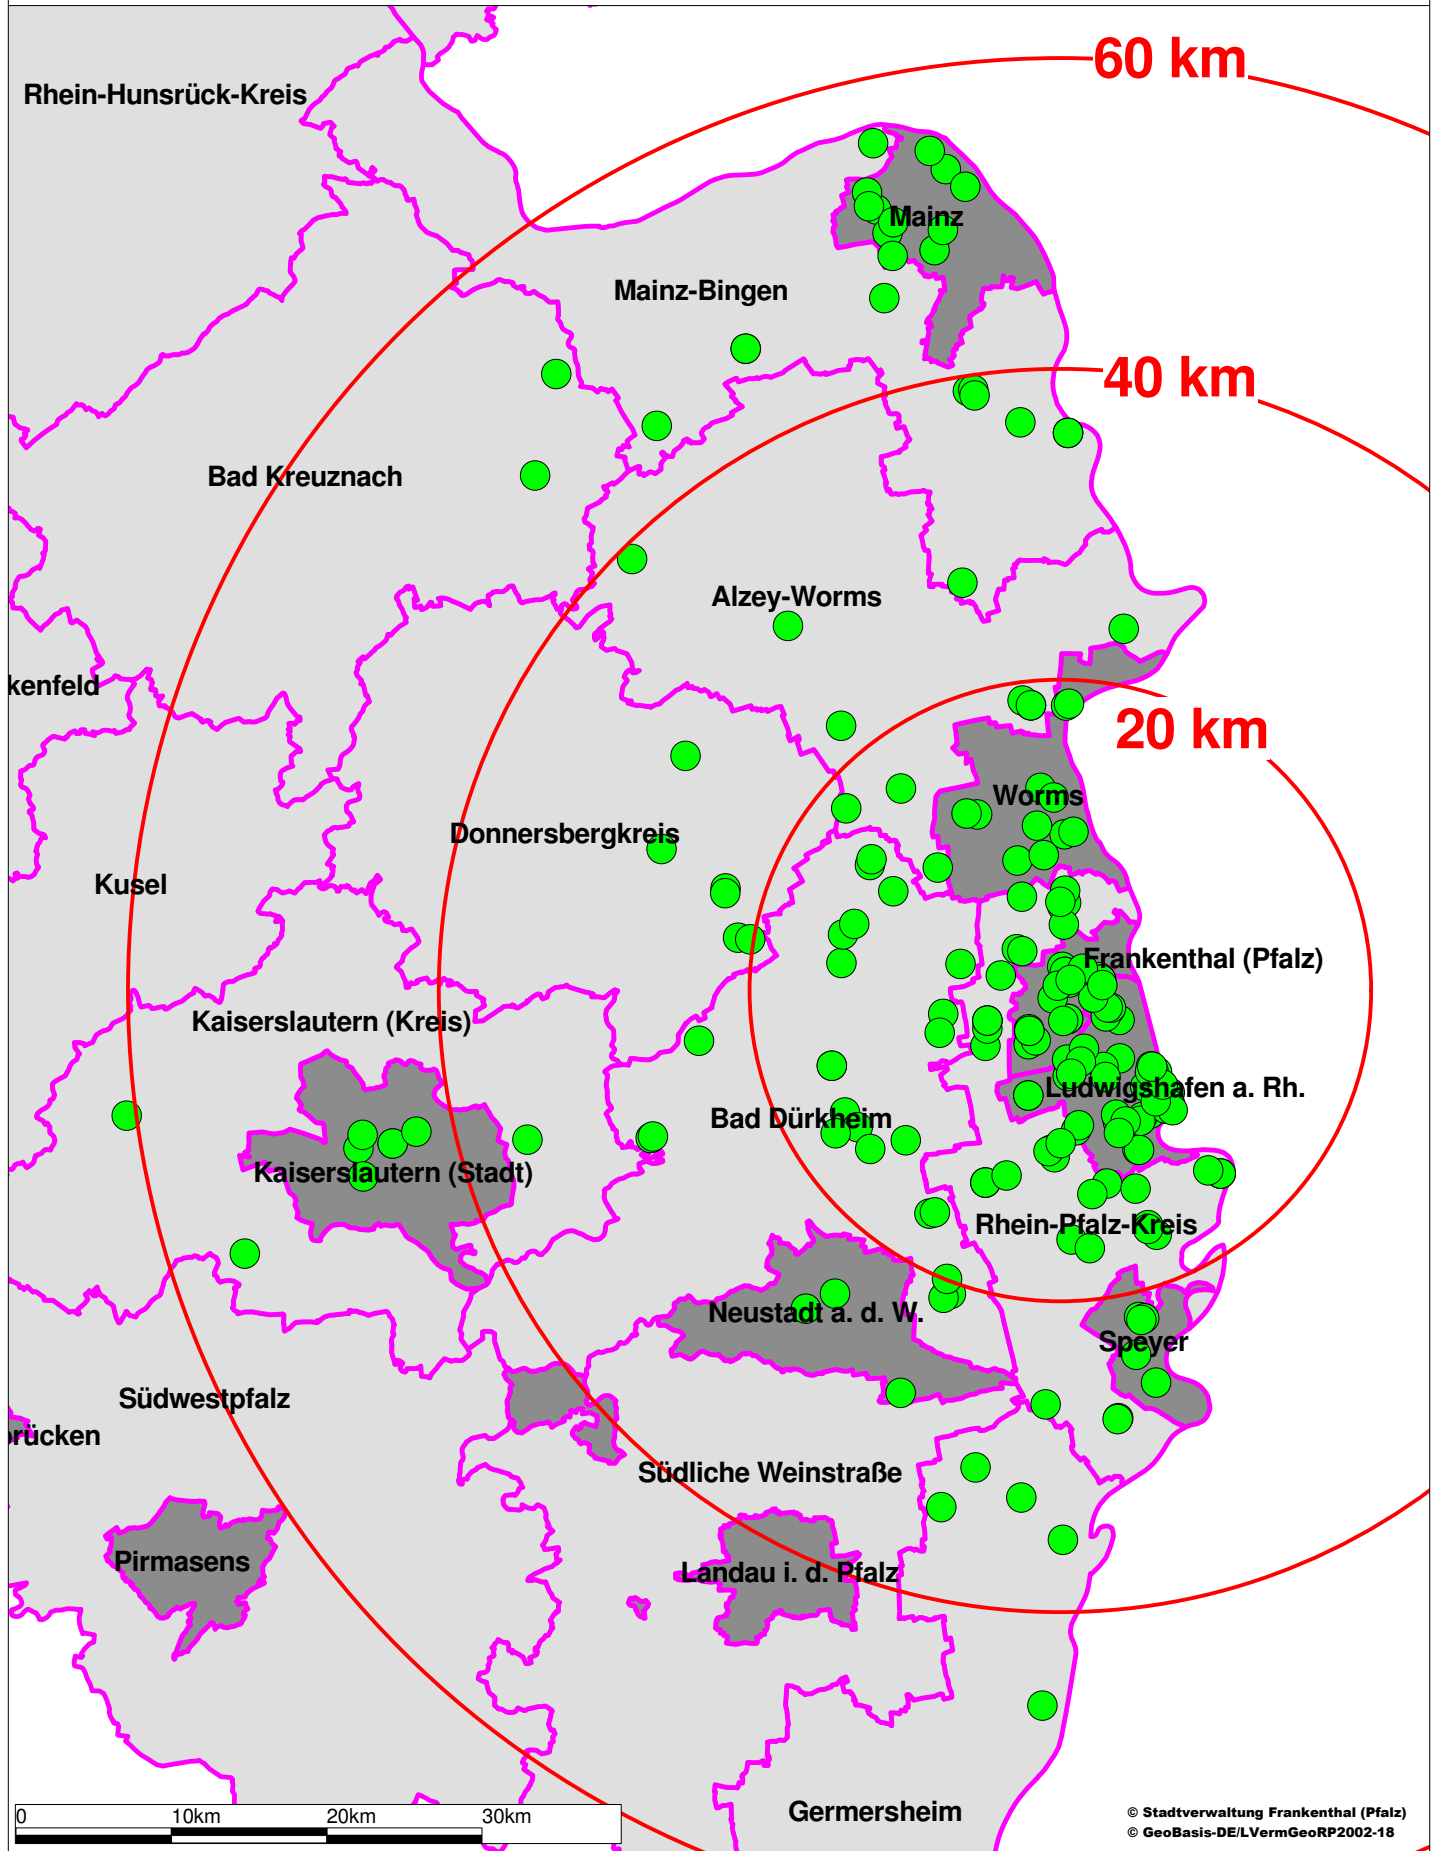 60 km
Rhein-Hunsrück-Kreis
Mainz
Mainz-Bingen
40 km
Bad Kreuznach
Alzey-Worms
kenfeld
20 km
Worms
Donnersbergkreis
Kusel
Frankenthal (Pfalz)
Kaiserslautern (Kreis)
Ludwigshafen a. Rh.
Bad Dürkheim
Kaiserslautern (Stadt)
Rhein-Pfalz-Kreis
Neustadt a. d. W.
Speyer
Südwestpfalz
rücken
Südliche Weinstraße
Pirmasens
Landau i. d. Pfalz
Germersheim
0 10km 20km 30km
© Stadtverwaltung Frankenthal (Pfalz)
© GeoBasis-DE/LVermGeoRP2002-18